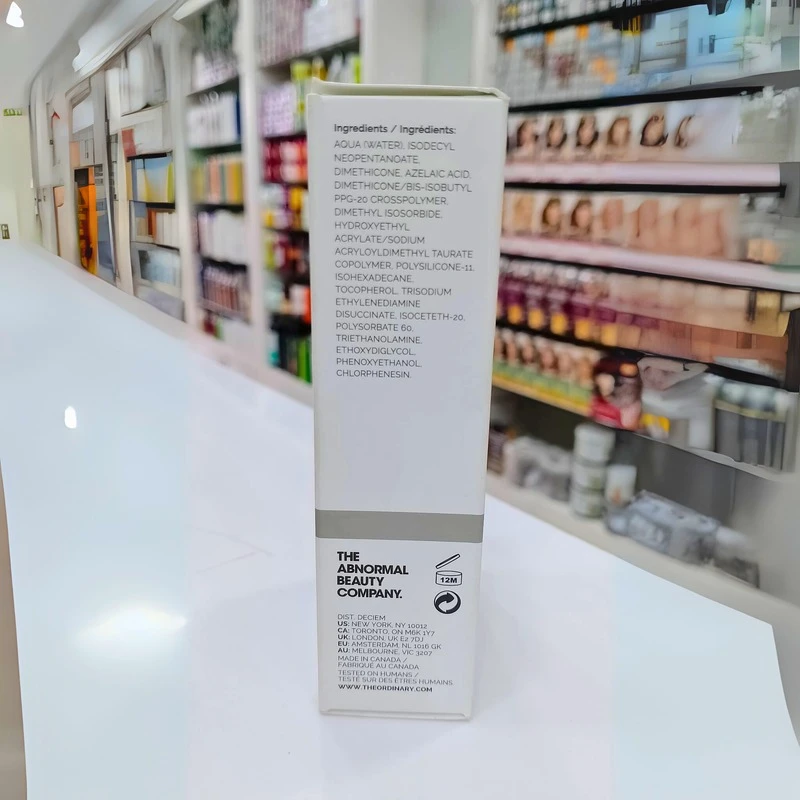 Ingredients / Ingrédients:
AQUA (WATER), ISODECYL
NEOPENTANOATE,
DIMETHICONE, AZELAIC ACID,
DIMETHICONE/BIS-ISOBUTYL
PPG-20 CROSSPOLYMER,
DIMETHYL ISOSORBIDE,
HYDROXYETHYL
ACRYLATE/SODIUM
ACRYLOYLDIMETHYL TAURATE
COPOLYMER, POLYSILICONE-11,
ISOHEXADECANE,
TOCOPHEROL, TRISODIUM
ETHYLENEDIAMINE
DISUCCINATE, ISOCETETH-20,
POLYSORBATE 60,
TRIETHANOLAMINE,
ETHOXYDIGLYCOL,
PHENOXYETHANOL,
CHLORPHENESIN.
THE
ABNORMAL
BEAUTY
COMPANY.
12M
DIST. DECIEM
US: NEW YORK, NY 10012
CA: TORONTO, ON M6K 1Y7
UK: LONDON, UK E2 7DJ
EU: AMSTERDAM, NL 1016 GK
AU: MELBOURNE, VIC 3207
MADE IN CANADA /
FABRIQUÉ AU CANADA
TESTED ON HUMANS /
TESTÉ SUR DES ÊTRES HUMAINS
WWW.THEORDINARY.COM